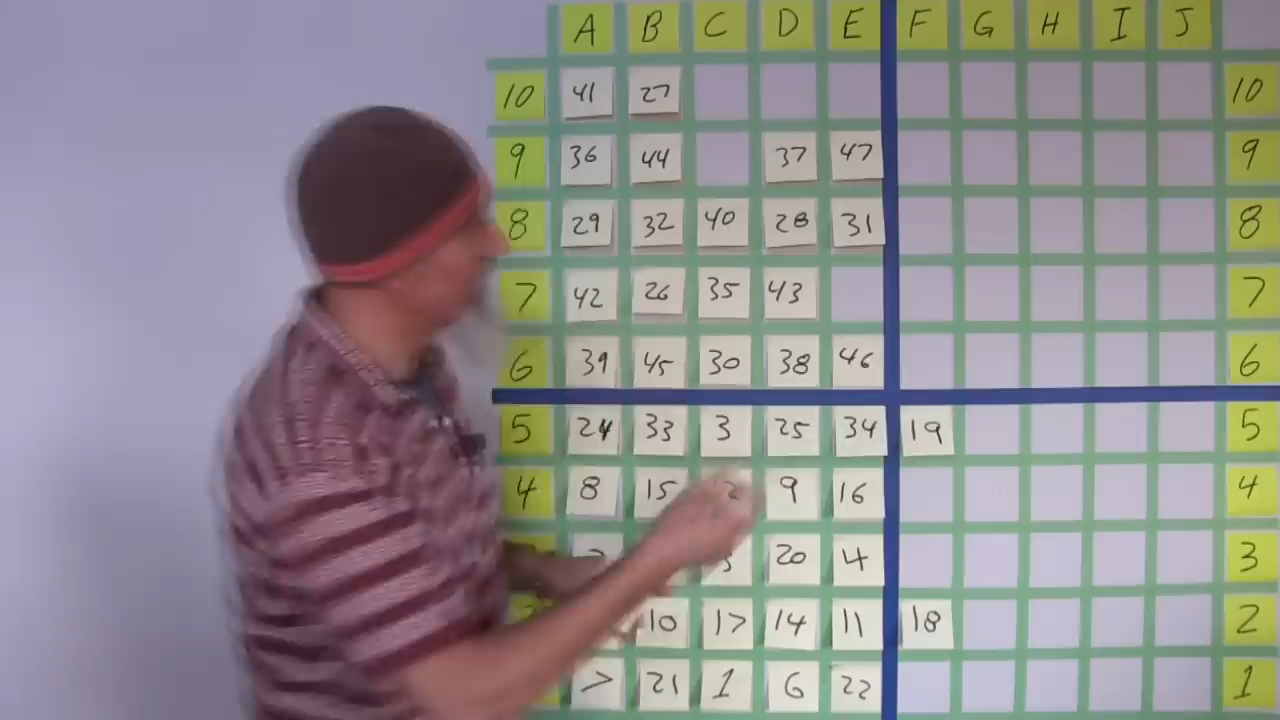 A B C D E F G H I J
10 41 27 10
9 36 44 37 47 9
8 29 32 40 28 31 8
7 42 26 35 43 7
6 39 45 30 38 46 6
5 24 33 3 25 34 19 5
4 8 15 9 16 4
20 4 3
10 17 14 11 18 2
7 21 1 6 22 1